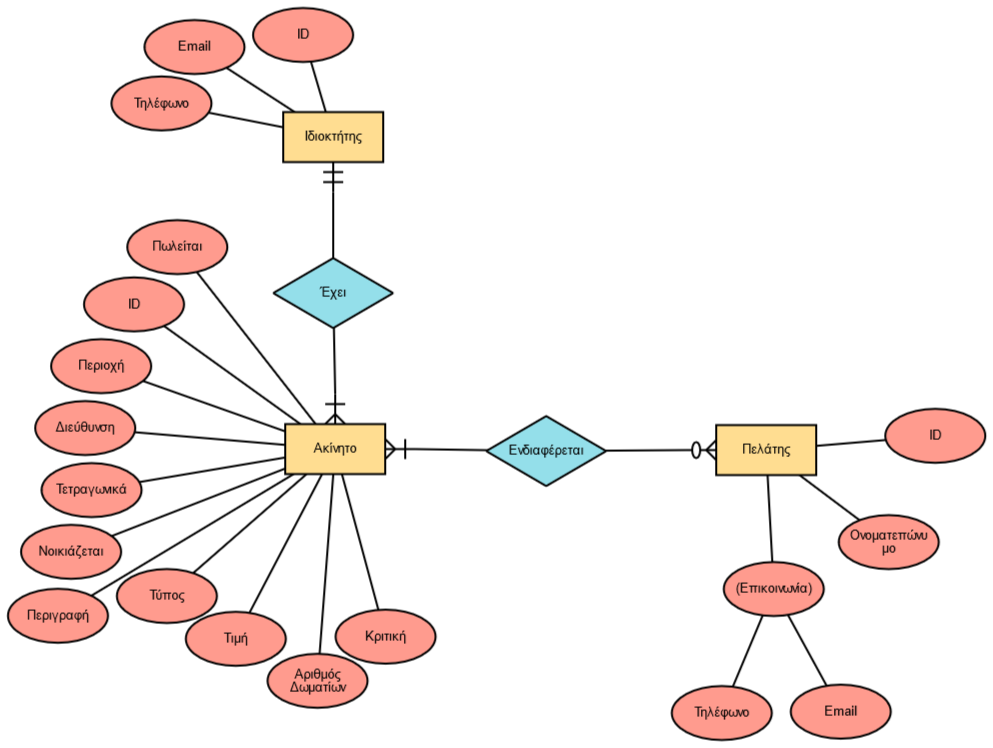 ID
Email
Τηλέφωνο
Ιδιοκτήτης
Πωλείται
Έχει
ID
Περιοχή
Διεύθυνση
Ακίνητο
Ενδιαφέρεται
Πελάτης
ID
Τετραγωνικά
Νοικιάζεται
Ονοματεπώνυ
μο
Περιγραφή
Τύπος
Τιμή
Αριθμός
Δωματίων
Κριτική
(Επικοινωνία)
Τηλέφωνο
Email